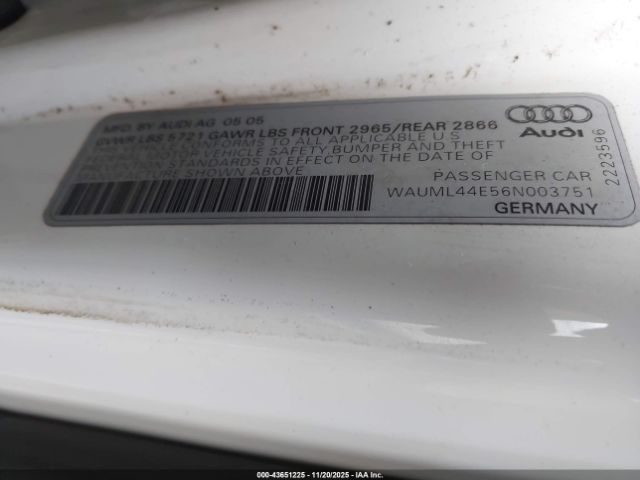 MFD. BY AUDI AG 05 05
GVWR LBS 5721 GAWR LBS FRONT 2965/REAR 2866
THIS VEHICLE CONFORMS TO ALL APPLICABLE U.S.
FEDERAL MOTOR VEHICLE SAFETY, BUMPER AND THEFT
PREVENTION STANDARDS IN EFFECT ON THE DATE OF
MANUFACTURE SHOWN ABOVE
Audi
PASSENGER CAR
WAUML44E56N003751
GERMANY
2223596
000-43651225 - 11/20/2025 - IAAI.com